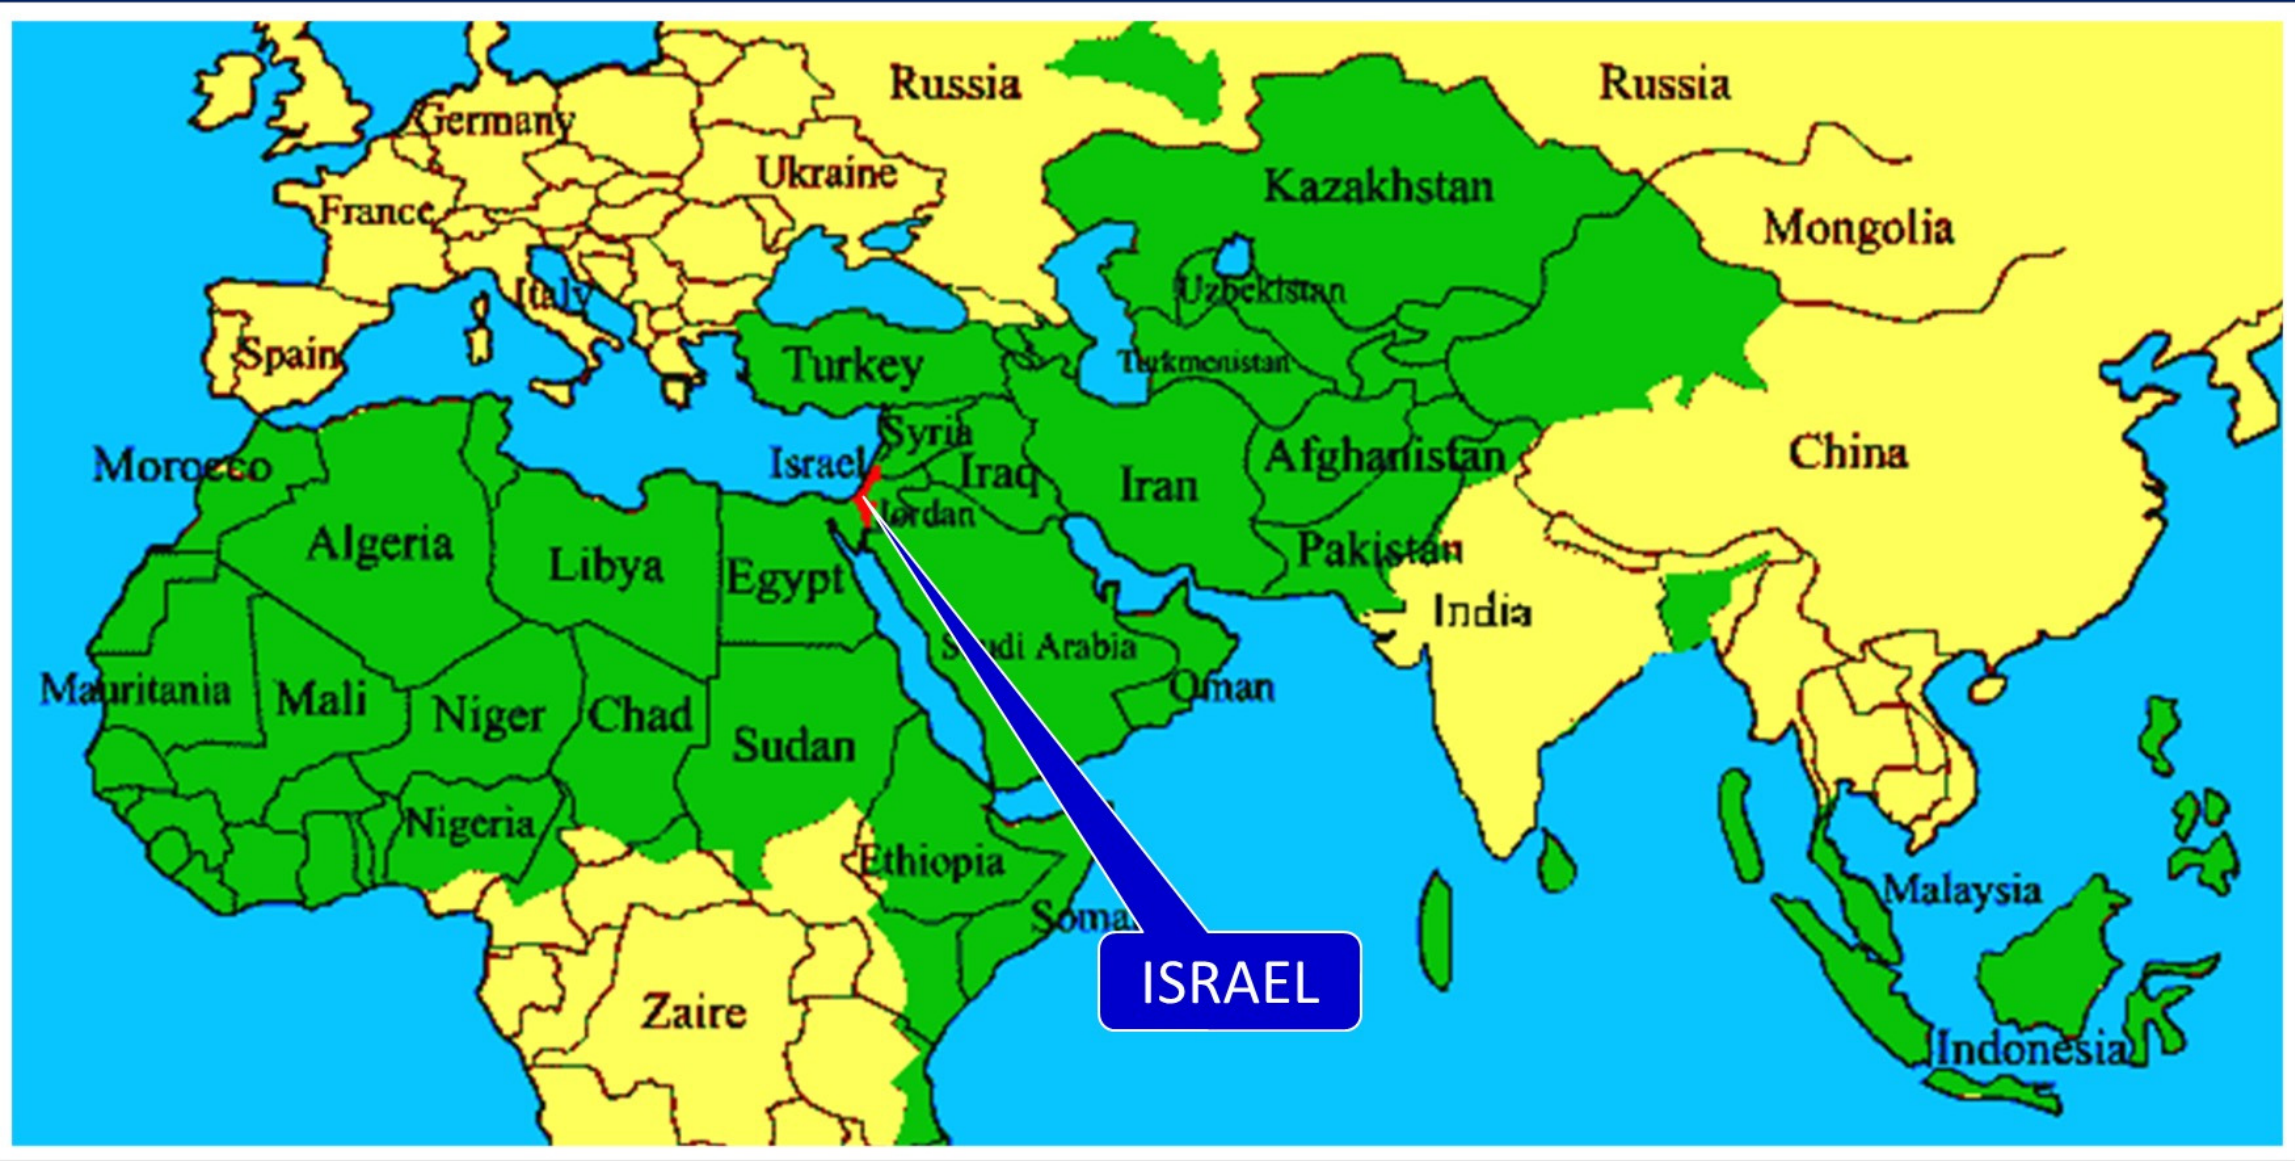 Russia
Russia
Germany
Ukraine
Kazakhstan
France
Mongolia
Italy
Uzbekistan
Spain
Turkey
Turkmenistan
Syria
Morocco
Israel
Iraq
Afghanistan
China
Iran
Jordan
Algeria
Libya
Egypt
Pakistan
India
Saudi Arabia
Mauritania
Mali
Niger
Chad
Oman
Sudan
Nigeria
Ethiopia
Malaysia
Soma
ISRAEL
Zaire
Indonesia